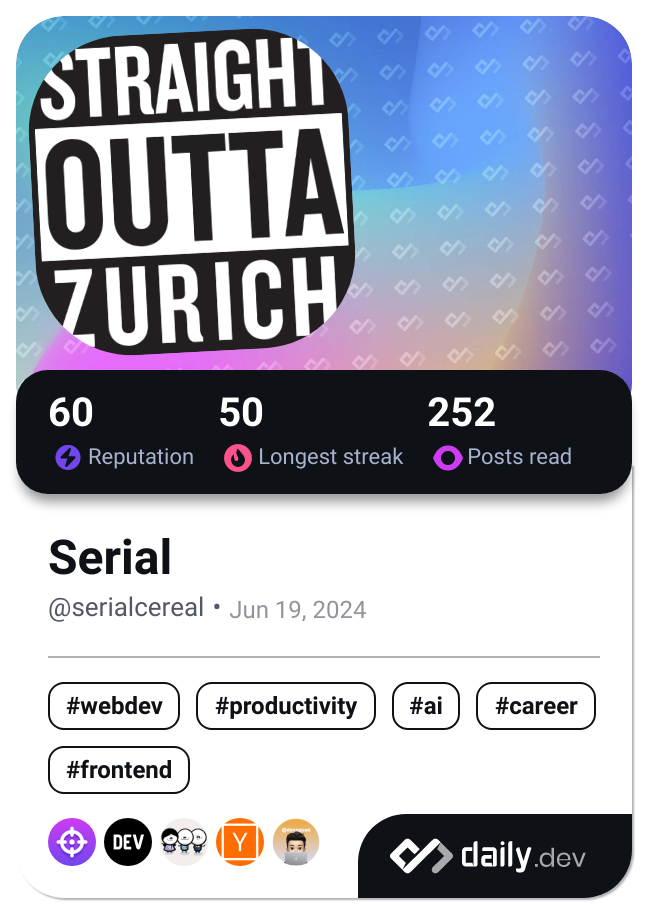 STRAIGHT
OUTTA
ZURICH
60 50 252
Reputation Longest streak Posts read
Serial
@serialcereal • Jun 19, 2024
#webdev #productivity #ai #career
#frontend
DEV Y
daily.dev